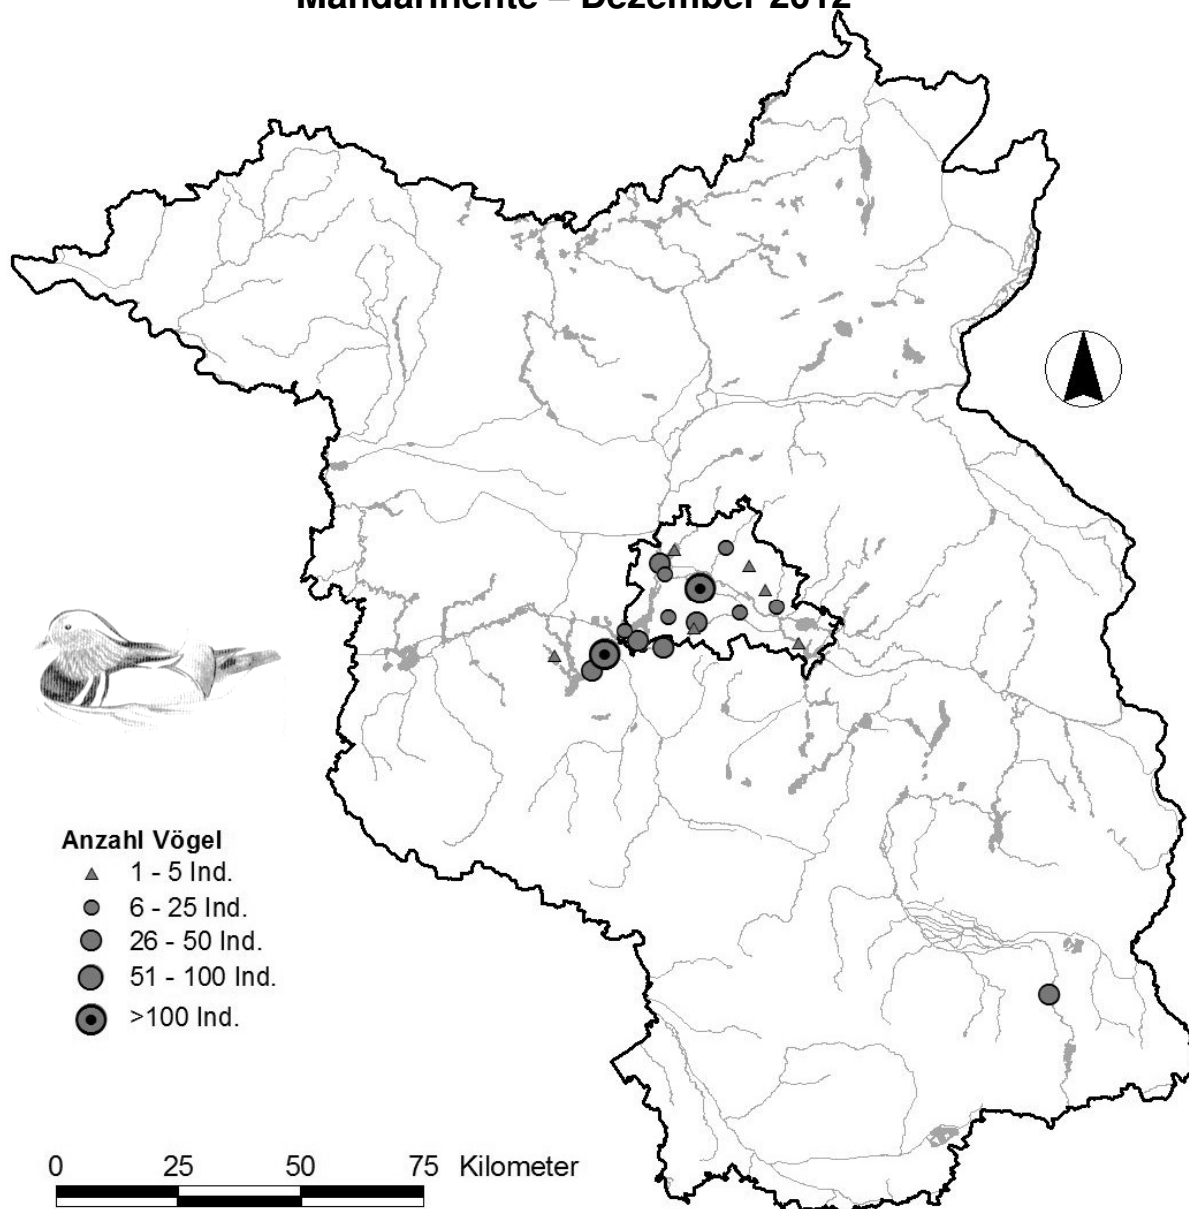 Mandarinente – Dezember 2012
Anzahl Vögel
1 - 5 Ind.
6 - 25 Ind.
26 - 50 Ind.
51 - 100 Ind.
>100 Ind.
0 25 50 75 Kilometer